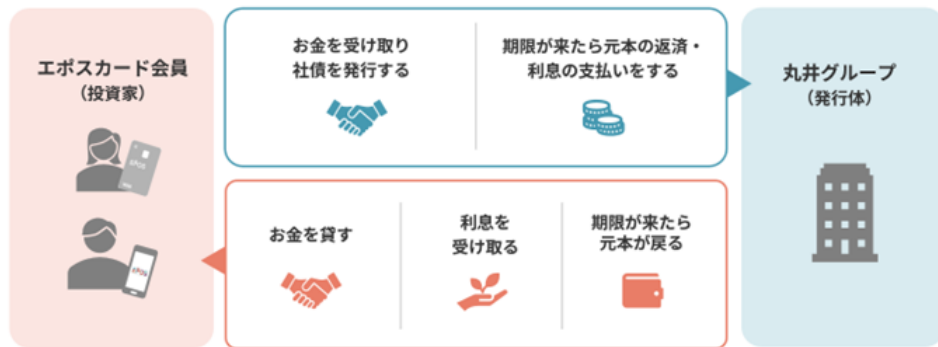 エポスカード会員
（投資家）
EPOS
EPOS
お金を受け取り
社債を発行する
期限が来たら元本の返済・
利息の支払いをする
お金を貸す
利息を
受け取る
期限が来たら
元本が戻る
丸井グループ
（発行体）